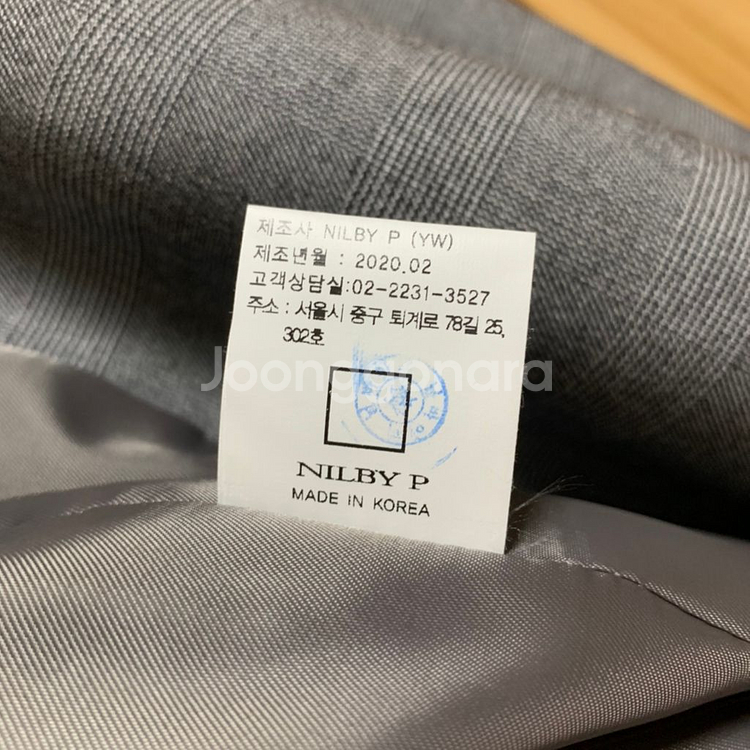 제조사 NILBY P (YW)
제조년월 : 2020.02
고객상담실:02-2231-3527
주소 : 서울시 중구 퇴계로 78길 25,
302호
Joonggonara
NILBY P
MADE IN KOREA